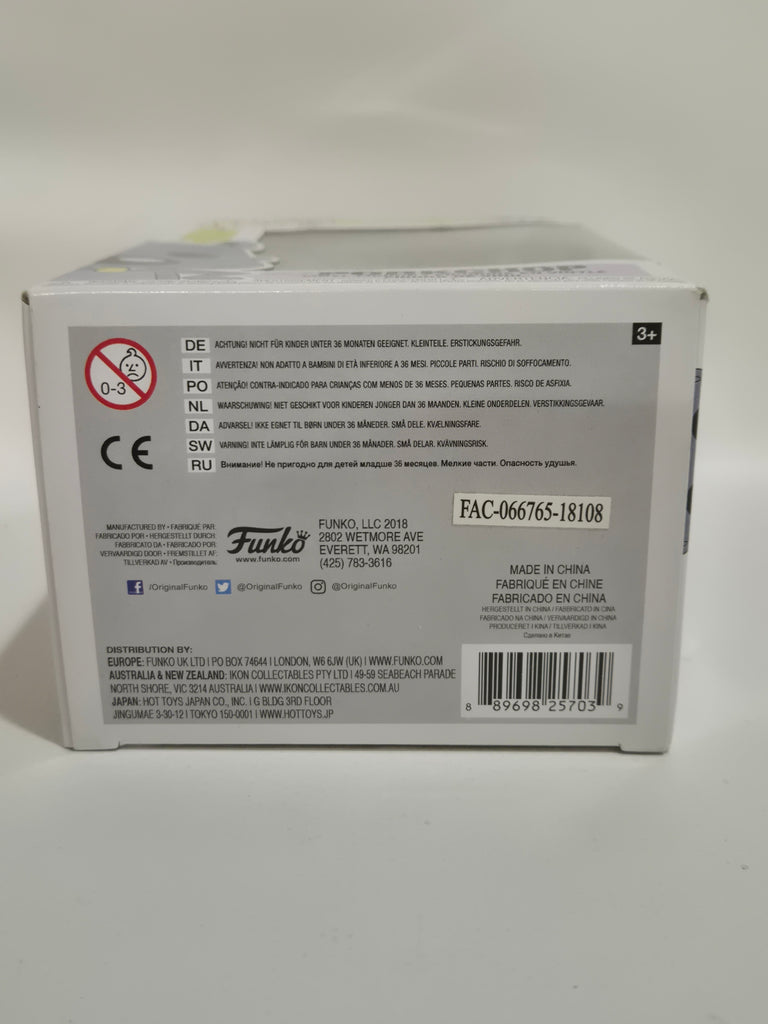 3+
0-3
DE ACHTUNG! NICHT FÜR KINDER UNTER 36 MONATEN GEEIGNET. KLEINTEILE. ERSTICKUNGSGEFAHR.
IT AVVERTENZA! NON ADATTO A BAMBINI DI ETÀ INFERIORE A 36 MESI. PICCOLE PARTI. RISCHIO DI SOFFOCAMENTO.
PO ATENÇÃO! CONTRA-INDICADO PARA CRIANÇAS COM MENOS DE 36 MESES. PEQUENAS PARTES. RISCO DE ASFIXIA.
NL WAARSCHUWING! NIET GESCHIKT VOOR KINDEREN JONGER DAN 36 MAANDEN. KLEINE ONDERDELEN. VERSTIKKINGSGEVAAR.
DA ADVARSEL! IKKE EGNET TIL BØRN UNDER 36 MÅNEDER. SMÅ DELE. KVÆLNINGSFARE.
SW VARNING! INTE LÄMPLIG FÖR BARN UNDER 36 MÅNADER. SMÅ DELAR. KVÄVNINGSRISK.
RU Внимание! Не пригодно для детей младше 36 месяцев. Мелкие части. Опасность удушья.
CE
FAC-066765-18108
MANUFACTURED BY • FABRIQUÉ PAR:
FABRICADO POR • HERGESTELLT DURCH:
FABBRICATO DA • FABRICADO POR:
VERVAARDIGD DOOR • FREMSTILLET AF:
TILLVERKAD AV • Производитель:
Funko
www.funko.com
FUNKO, LLC 2018
2802 WETMORE AVE
EVERETT, WA 98201
(425) 783-3616
/OriginalFunko @OriginalFunko @OriginalFunko
MADE IN CHINA
FABRIQUÉ EN CHINE
FABRICADO EN CHINA
HERGESTELLT IN CHINA / FABBRICATO IN CINA
FABRICADO NA CHINA / VERVAARDIGD IN CHINA
PRODUCERET I KINA / TILLVERKAD I KINA
Сделано в Китае
DISTRIBUTION BY:
EUROPE: FUNKO UK LTD | PO BOX 74644 | LONDON, W6 6JW (UK) | WWW.FUNKO.COM
AUSTRALIA & NEW ZEALAND: IKON COLLECTABLES PTY LTD | 49-59 SEABEACH PARADE
NORTH SHORE, VIC 3214 AUSTRALIA | WWW.IKONCOLLECTABLES.COM.AU
JAPAN: HOT TOYS JAPAN CO., INC. | G BLDG 3RD FLOOR
JINGUMAE 3-30-12 | TOKYO 150-0001 | WWW.HOTTOYS.JP
8 89698 25703 9